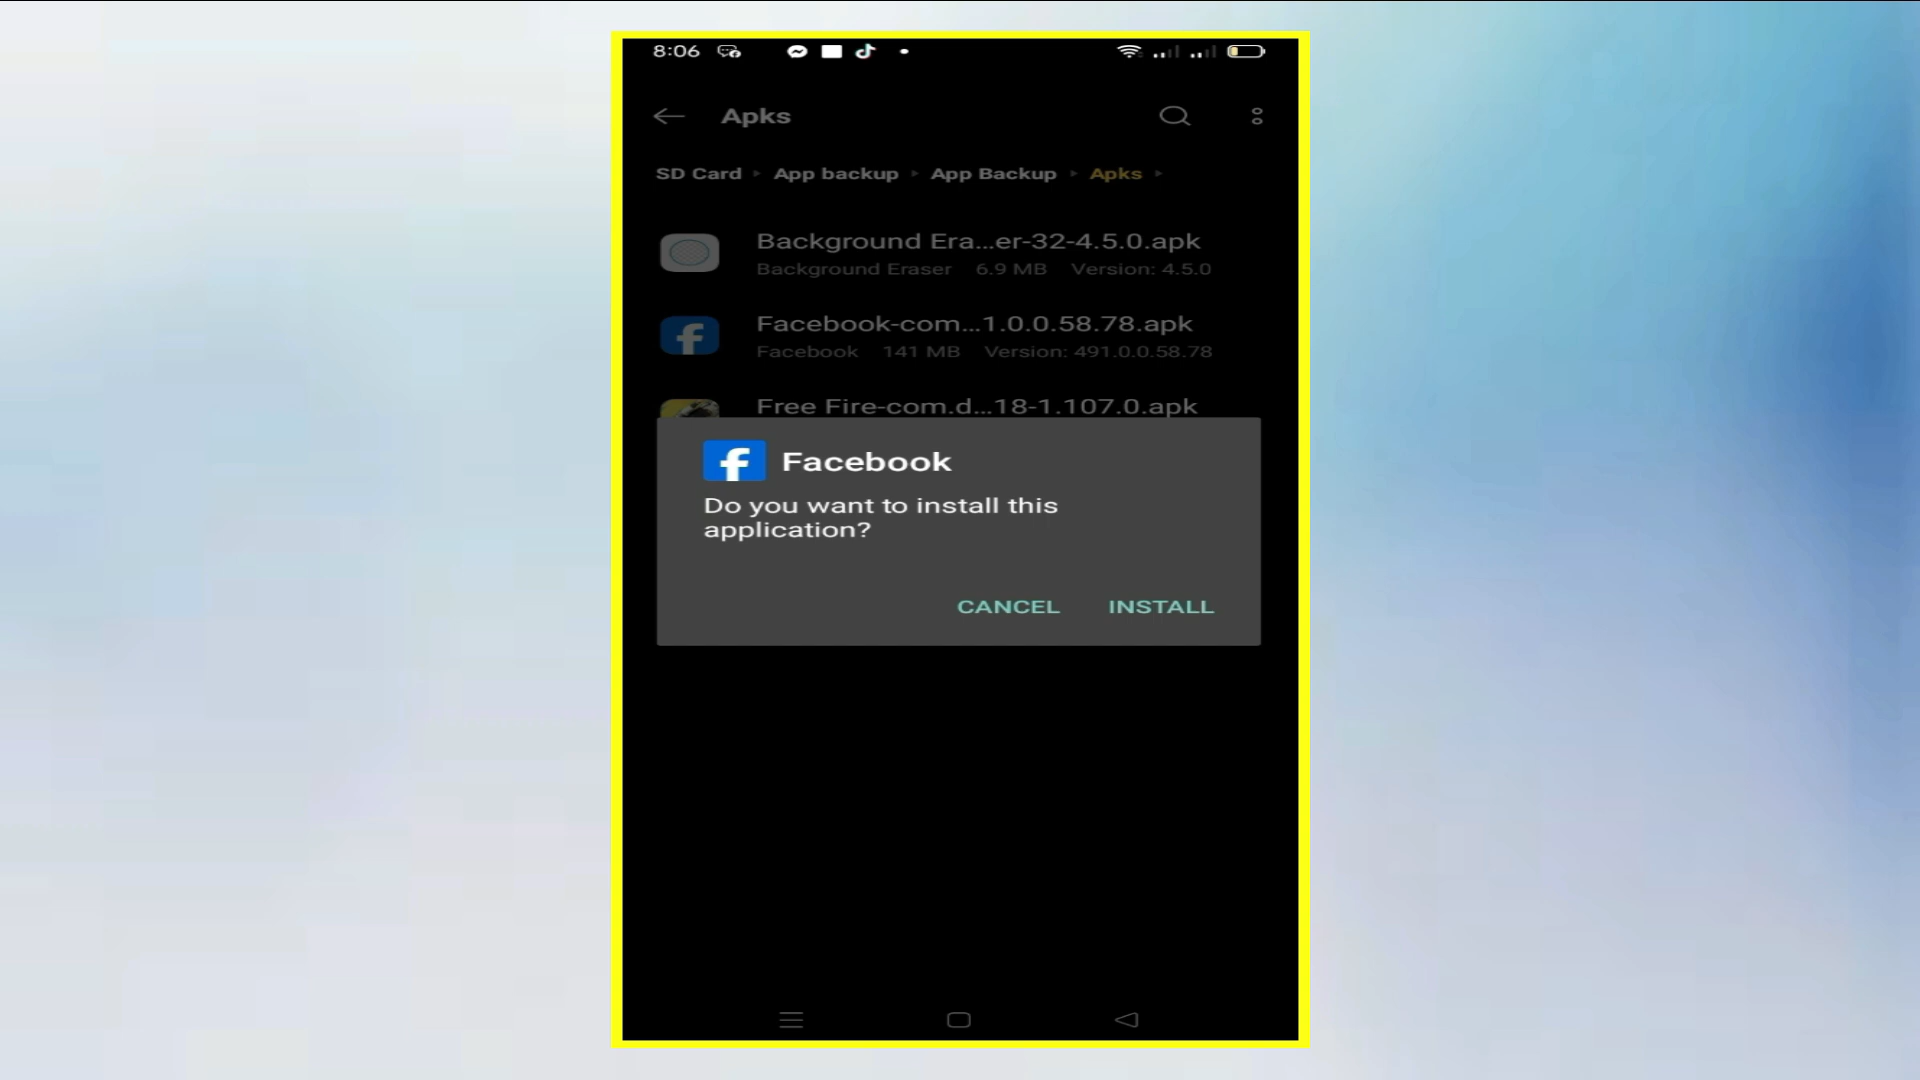 8:06
Apks
SD Card App backup App Backup Apks
Background Era...er-32-4.5.0.apk
Background Eraser 6.9 MB Version: 4.5.0
Facebook-com...1.0.0.58.78.apk
Facebook 141 MB Version: 491.0.0.58.78
Free Fire-com.d...18-1.107.0.apk
Facebook
Do you want to install this
application?
CANCEL INSTALL